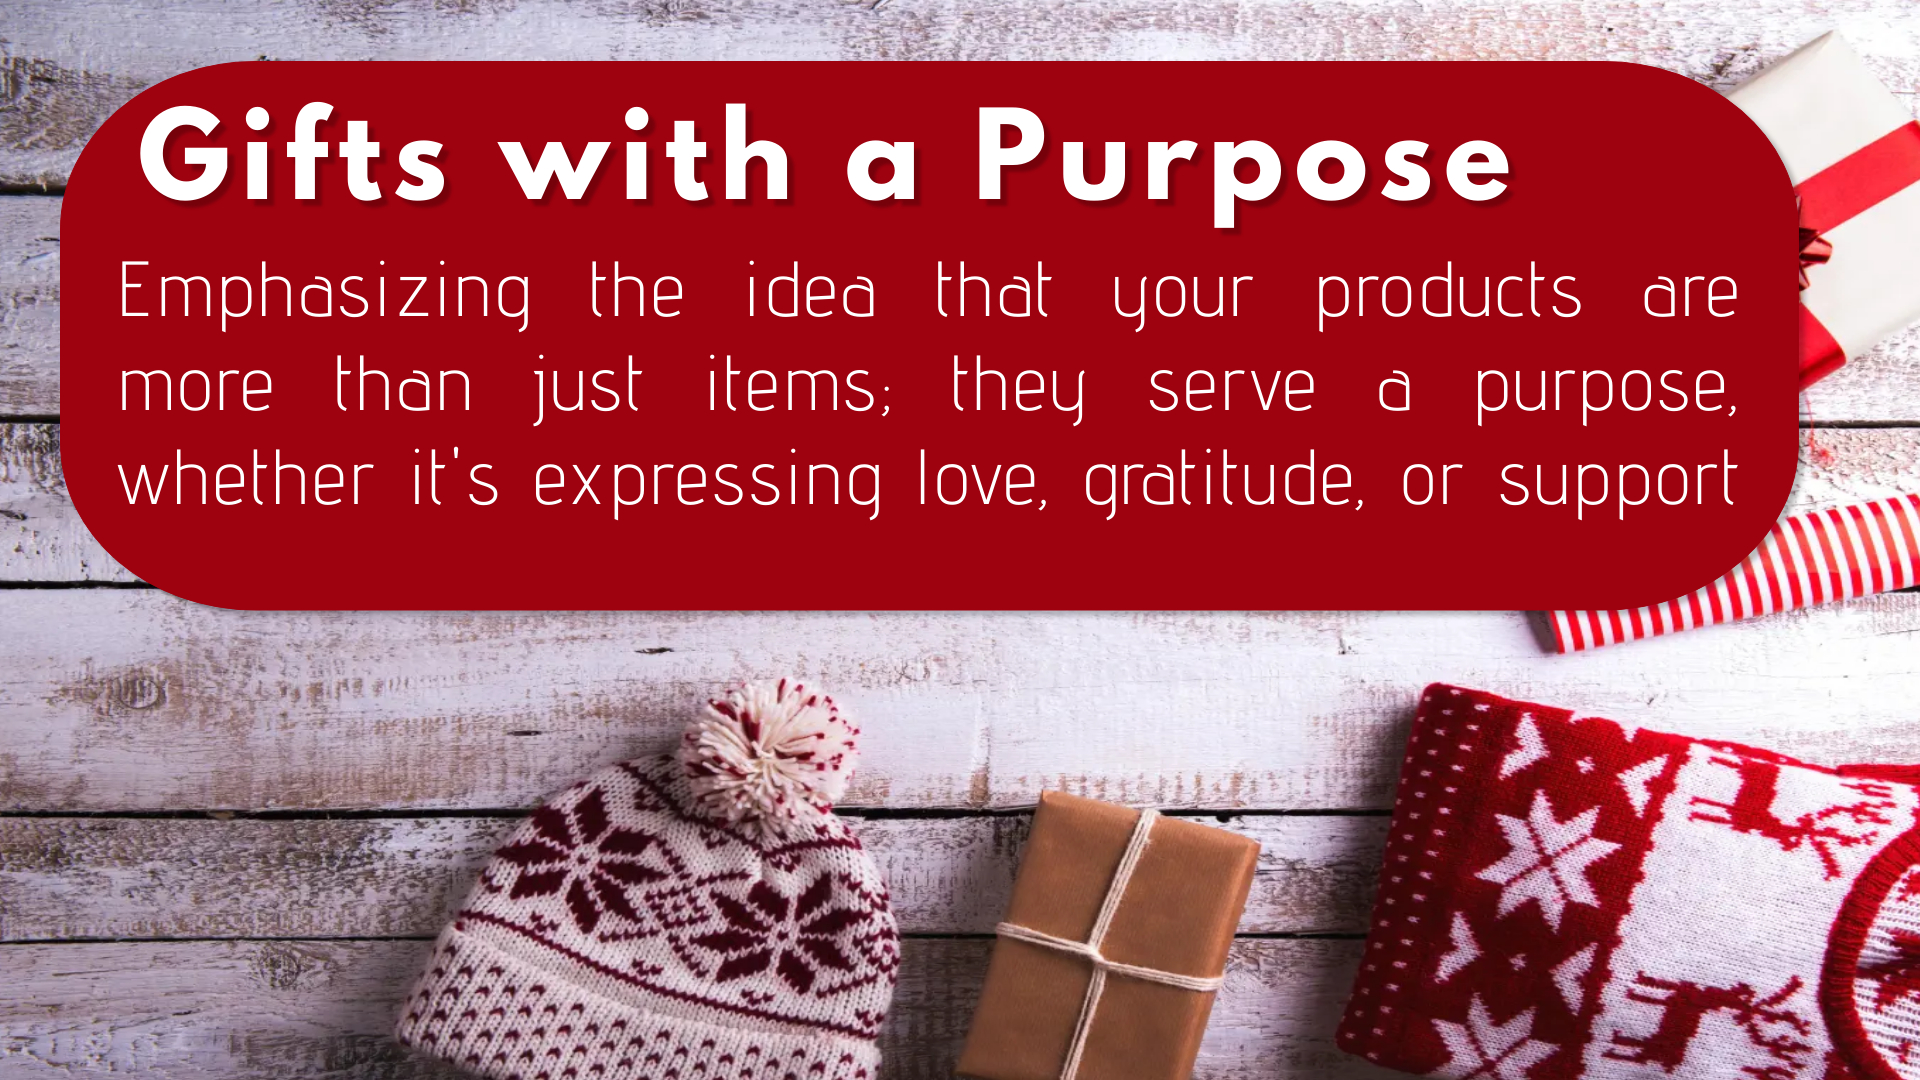 Gifts with a Purpose
Emphasizing the idea that your products are
more than just items; they serve a purpose,
whether it's expressing love, gratitude, or support